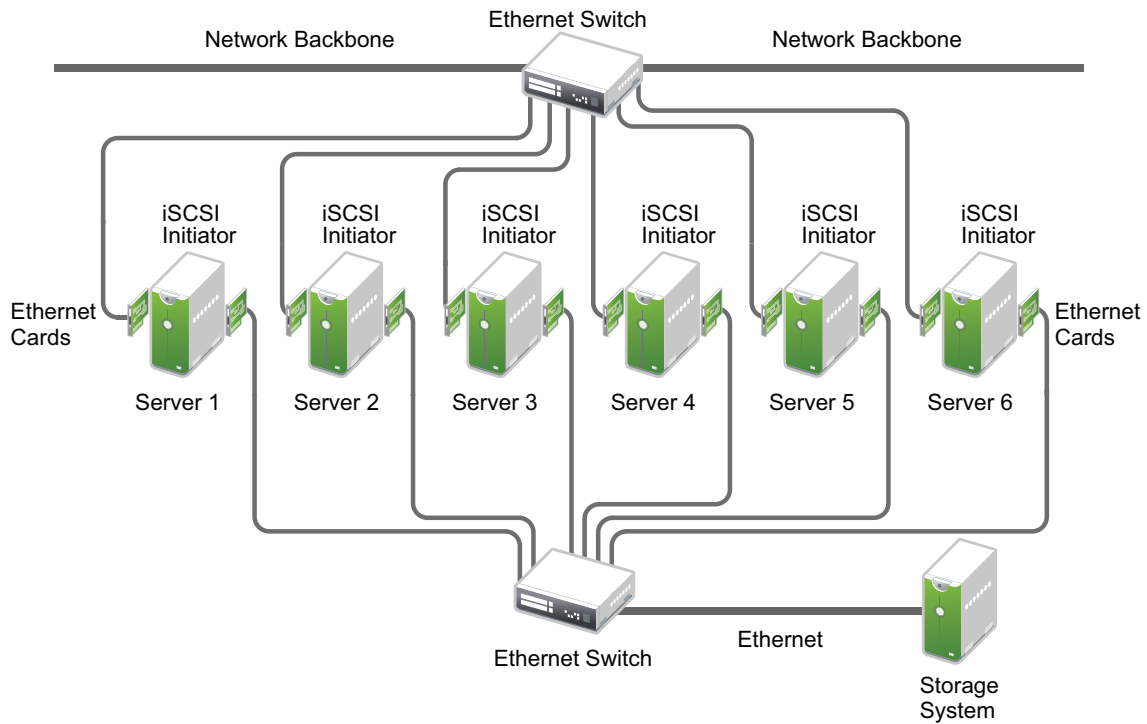 Ethernet Switch
Network Backbone
Network Backbone
iSCSI
Initiator
iSCSI
Initiator
iSCSI
Initiator
iSCSI
Initiator
iSCSI
Initiator
iSCSI
Initiator
Ethernet
Cards
Ethernet
Cards
Server 1
Server 2
Server 3
Server 4
Server 5
Server 6
Ethernet
Ethernet Switch
Storage
System